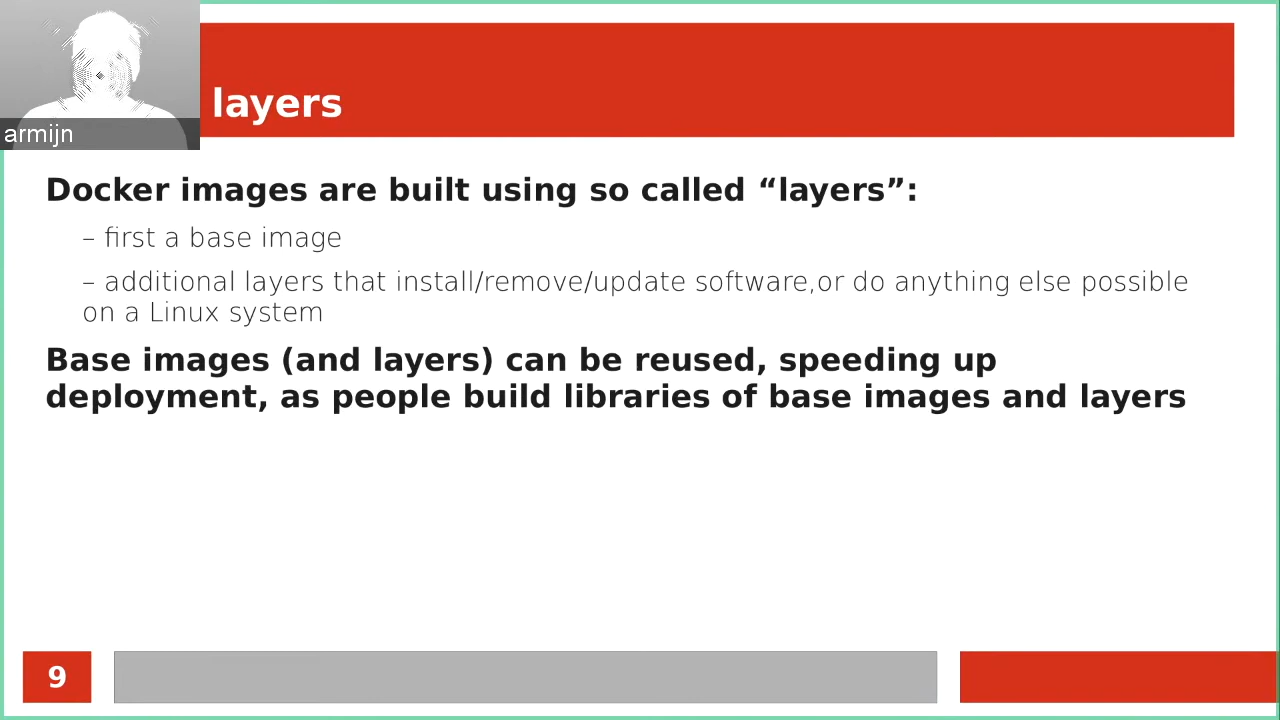 layers
armijn
Docker images are built using so called “layers”:
– first a base image
– additional layers that install/remove/update software,or do anything else possible
on a Linux system
Base images (and layers) can be reused, speeding up
deployment, as people build libraries of base images and layers
9